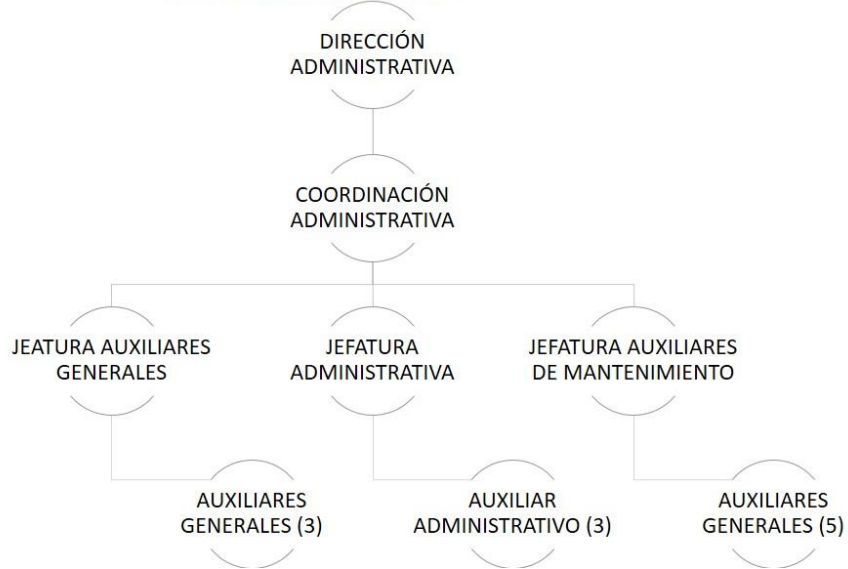 DIRECCIÓN
ADMINISTRATIVA
COORDINACIÓN
ADMINISTRATIVA
JEATURA AUXILIARES
GENERALES
JEFATURA
ADMINISTRATIVA
JEFATURA AUXILIARES
DE MANTENIMIENTO
AUXILIARES
GENERALES (3)
AUXILIAR
ADMINISTRATIVO (3)
AUXILIARES
GENERALES (5)